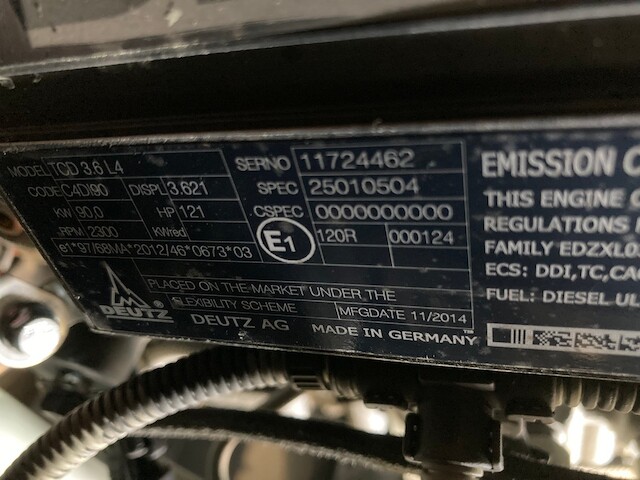 MODEL TCD 3.6 L4 SERNO 11724462
CODE C4DI90 DISPL 3.621 SPEC 25010504
KW 90,0 HP 121 CSPEC 0000000000
RPM 2300 KWred E1 120R 000124
e1*97/68MA*2012/46*0673*03
PLACED ON THE MARKET UNDER THE
FLEXIBILITY SCHEME MFGDATE 11/2014
DEUTZ DEUTZ AG MADE IN GERMANY
EMISSION
THIS ENGINE
REGULATIONS
FAMILY EDZXL0
ECS: DDI,TC,CA
FUEL: DIESEL UL